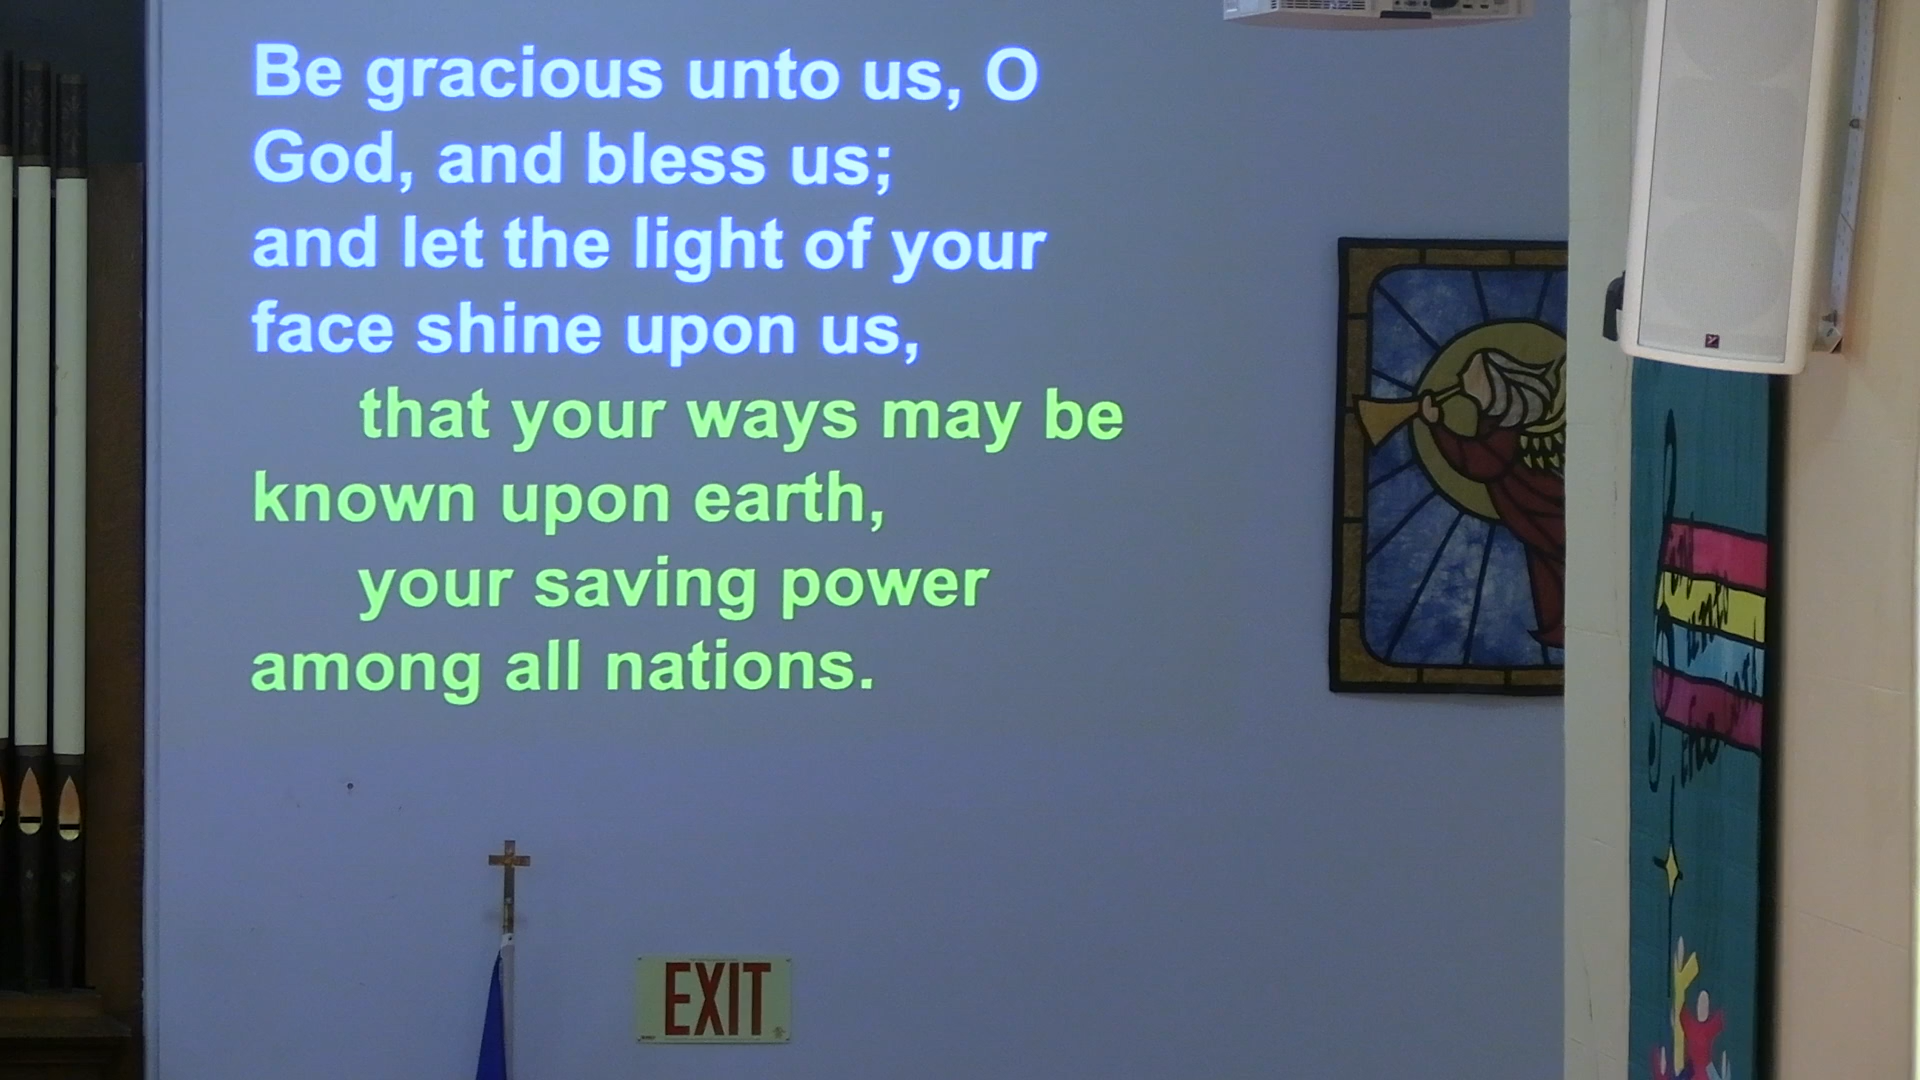 Be gracious unto us, O
God, and bless us;
and let the light of your
face shine upon us,
that your ways may be
known upon earth,
your saving power
among all nations.
EXIT